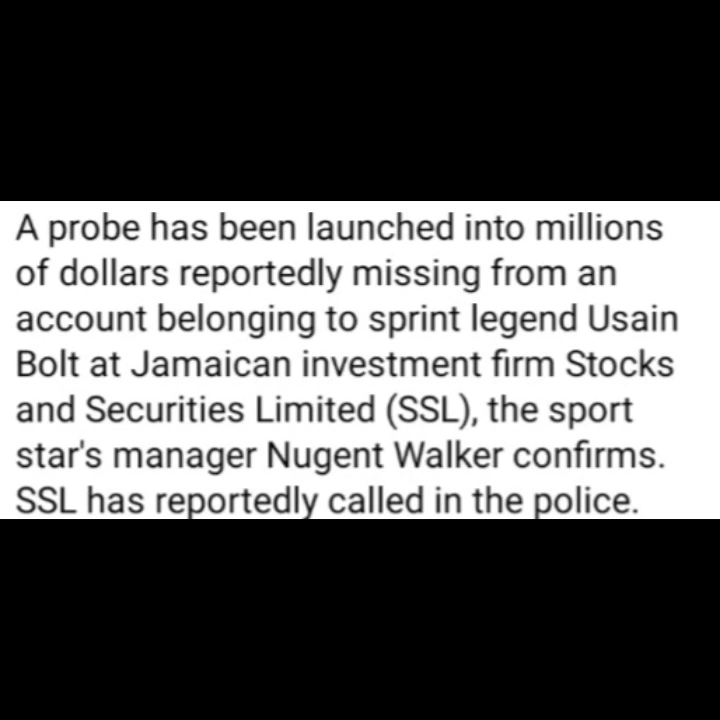 A probe has been launched into millions
of dollars reportedly missing from an
account belonging to sprint legend Usain
Bolt at Jamaican investment firm Stocks
and Securities Limited (SSL), the sport
star's manager Nugent Walker confirms.
SSL has reportedly called in the police.